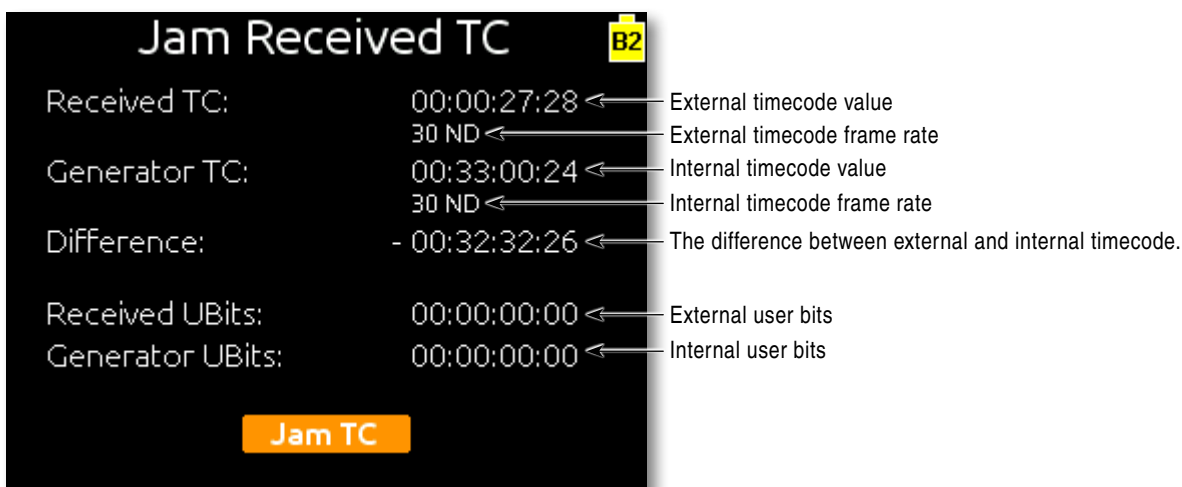 Jam Received TC B2
Received TC: 00:00:27:28 External timecode value
30 ND External timecode frame rate
Generator TC: 00:33:00:24 Internal timecode value
30 ND Internal timecode frame rate
Difference: - 00:32:32:26 The difference between external and internal timecode.
Received UBits: 00:00:00:00 External user bits
Generator UBits: 00:00:00:00 Internal user bits
Jam TC